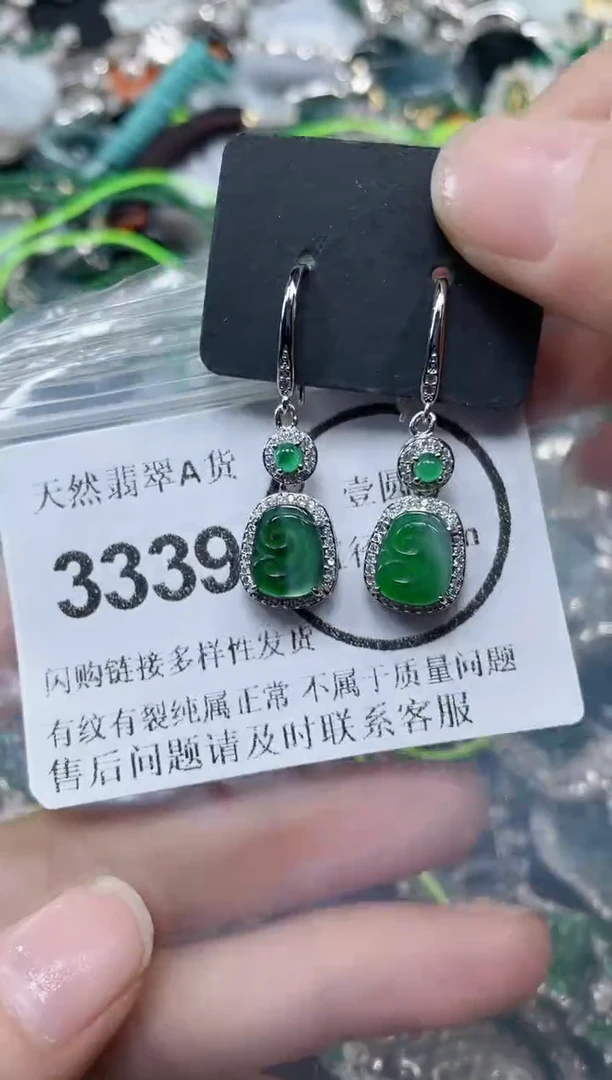 天然翡翠A货
壹圆
3339
闪购链接多样性发货
有纹有裂纯属正常 不属于质量问题
售后问题请及时联系客服